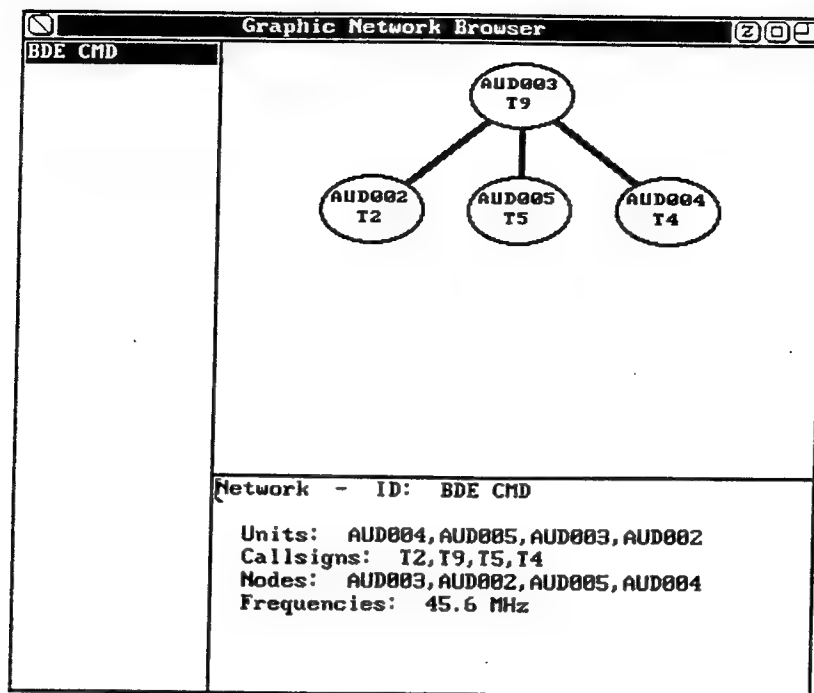 Graphic Network Browser
Z
BDE CMD
AUD003
T9
AUD002
T2
AUD005
T5
AUD004
T4
Network - ID: BDE CMD
Units: AUD004,AUD005,AUD003,AUD002
Callsigns: T2,T9,T5,T4
Nodes: AUD003,AUD002,AUD005,AUD004
Frequencies: 45.6 MHz